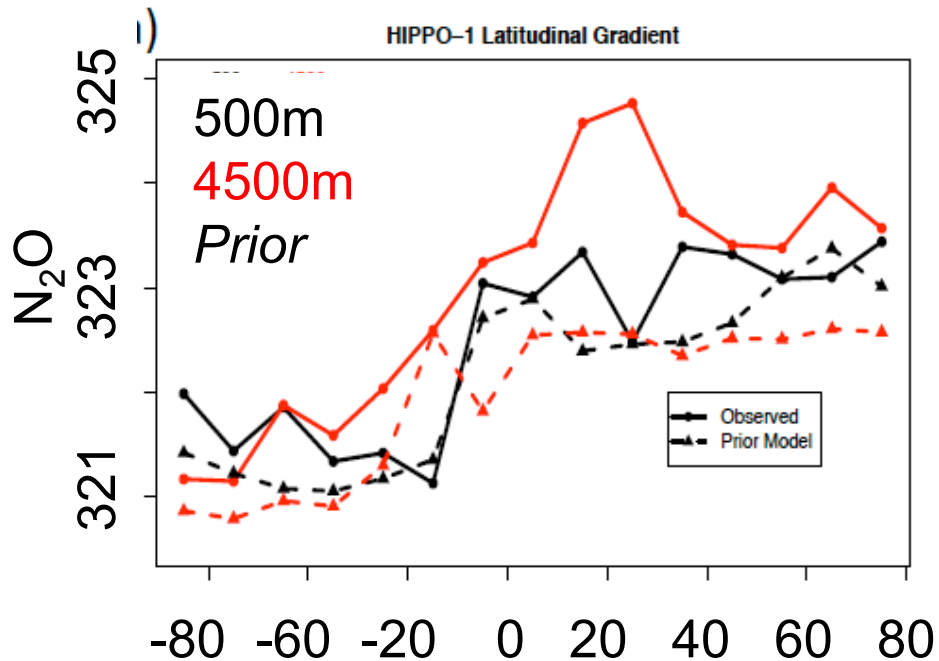 )
HIPPO–1 Latitudinal Gradient
325
323
321
N₂O
500m
4500m
Prior
Observed
Prior Model
-80 -60 -20 0 20 40 60 80